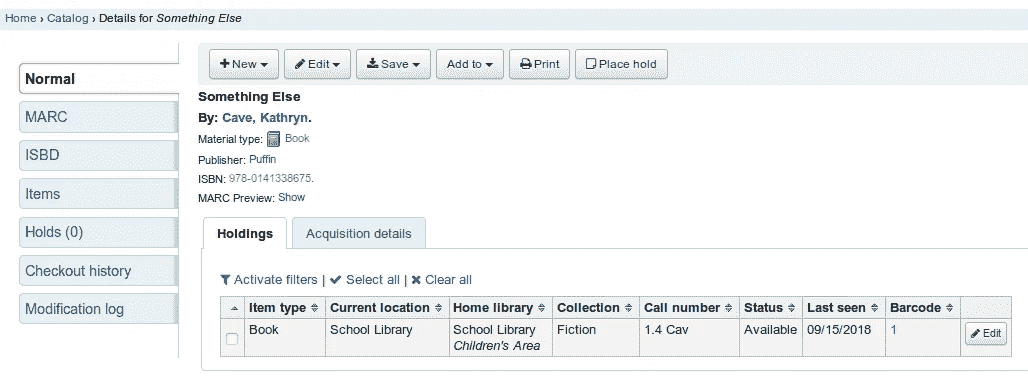 Home › Catalog › Details for Something Else
Normal
MARC
ISBD
Items
Holds (0)
Checkout history
Modification log
New Edit Save Add to Print Place hold
Something Else
By: Cave, Kathryn.
Material type: Book
Publisher: Puffin
ISBN: 978-0141338675.
MARC Preview: Show
Holdings Acquisition details
Activate filters | Select all | Clear all
Item type Current location Home library Collection Call number Status Last seen Barcode
Book School Library School Library Fiction 1.4 Cav Available 09/15/2018 1 Edit
Children's Area